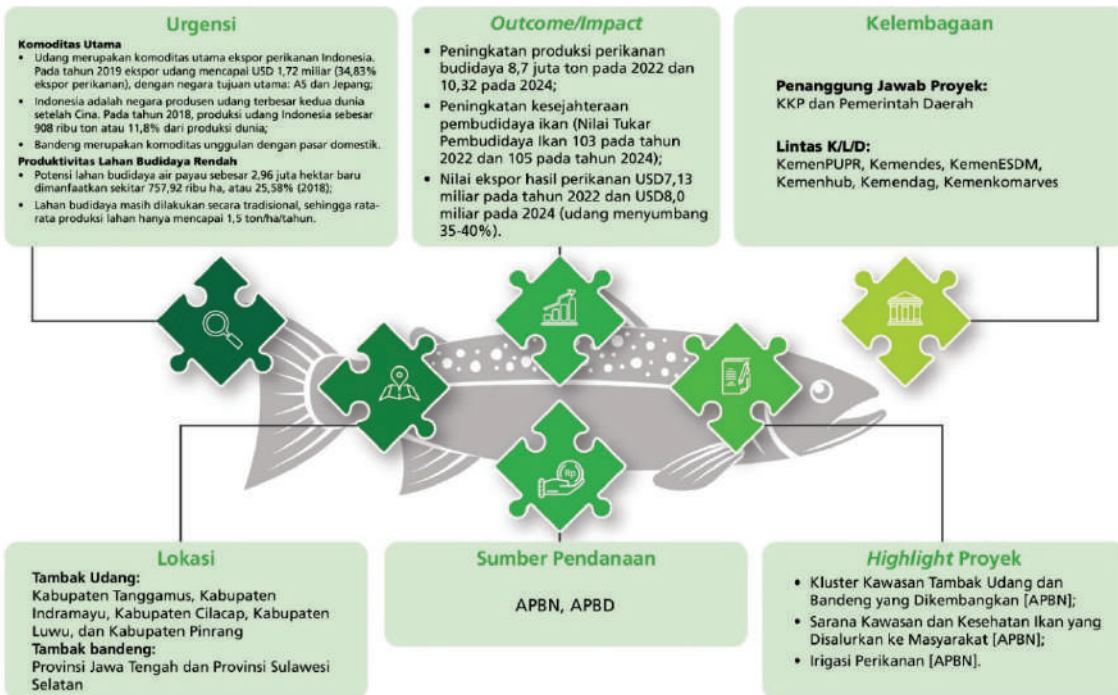 Urgensi
Komoditas Utama
• Udang merupakan komoditas utama ekspor perikanan Indonesia.
Pada tahun 2019 ekspor udang mencapai USD 1,72 miliar (34,83%
ekspor perikanan), dengan negara tujuan utama: AS dan Jepang;
• Indonesia adalah negara produsen udang terbesar kedua dunia
setelah Cina. Pada tahun 2018, produksi udang Indonesia sebesar
908 ribu ton atau 11,8% dari produksi dunia;
• Bandeng merupakan komoditas unggulan dengan pasar domestik.
Produktivitas Lahan Budidaya Rendah
• Potensi lahan budidaya air payau sebesar 2,96 juta hektar baru
dimanfaatkan sekitar 757,92 ribu ha, atau 25,58% (2018);
• Lahan budidaya masih dilakukan secara tradisional, sehingga rata-
rata produksi lahan hanya mencapai 1,5 ton/ha/tahun.
Outcome/Impact
• Peningkatan produksi perikanan
budidaya 8,7 juta ton pada 2022 dan
10,32 pada 2024;
• Peningkatan kesejahteraan
pembudidaya ikan (Nilai Tukar
Pembudidaya Ikan 103 pada tahun
2022 dan 105 pada tahun 2024);
• Nilai ekspor hasil perikanan USD7,13
miliar pada tahun 2022 dan USD8,0
miliar pada 2024 (udang menyumbang
35-40%).
Kelembagaan
Penanggung Jawab Proyek:
KKP dan Pemerintah Daerah
Lintas K/L/D:
KemenPUPR, Kemendes, KemenESDM,
Kemenhub, Kemendag, Kemenkomarves
Rp
Lokasi
Tambak Udang:
Kabupaten Tanggamus, Kabupaten
Indramayu, Kabupaten Cilacap, Kabupaten
Luwu, dan Kabupaten Pinrang
Tambak bandeng:
Provinsi Jawa Tengah dan Provinsi Sulawesi
Selatan
Sumber Pendanaan
APBN, APBD
Highlight Proyek
• Kluster Kawasan Tambak Udang dan
Bandeng yang Dikembangkan [APBN];
• Sarana Kawasan dan Kesehatan Ikan yang
Disalurkan ke Masyarakat [APBN];
• Irigasi Perikanan [APBN].